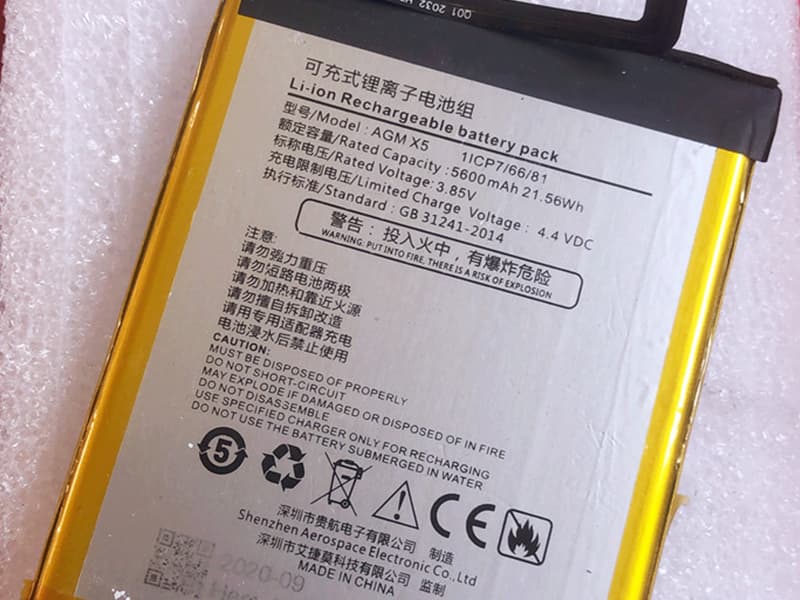 Q01 2032
可充式锂离子电池组
Li-ion Rechargeable battery pack
型号/Model : AGM X5 1ICP7/66/81
额定容量/Rated Capacity : 5600mAh 21.56Wh
标称电压/Rated Voltage: 3.85V
充电限制电压/Limited Charge Voltage : 4.4 VDC
执行标准/Standard : GB 31241-2014
警告: 投入火中, 有爆炸危险
WARNING: PUT INTO FIRE, THERE IS A RISK OF EXPLOSION
注意:
请勿强力重压
请勿短路电池两极
请勿加热和靠近火源
请勿擅自拆卸改造
请用专用适配器充电
电池浸水后禁止使用
CAUTION:
MUST BE DISPOSED OF PROPERLY
DO NOT SHORT-CIRCUIT
MAY EXPLODE IF DAMAGED OR DISPOSED OF IN FIRE
DO NOT DISASSEMBLE
USE SPECIFIED CHARGER ONLY FOR RECHARGING
DO NOT USE THE BATTERY SUBMERGED IN WATER
5
CE
深圳市贵航电子有限公司 制造
Shenzhen Aerospace Electronic Co.,Ltd
深圳市艾捷莫科技有限公司 监制
MADE IN CHINA
2020-09